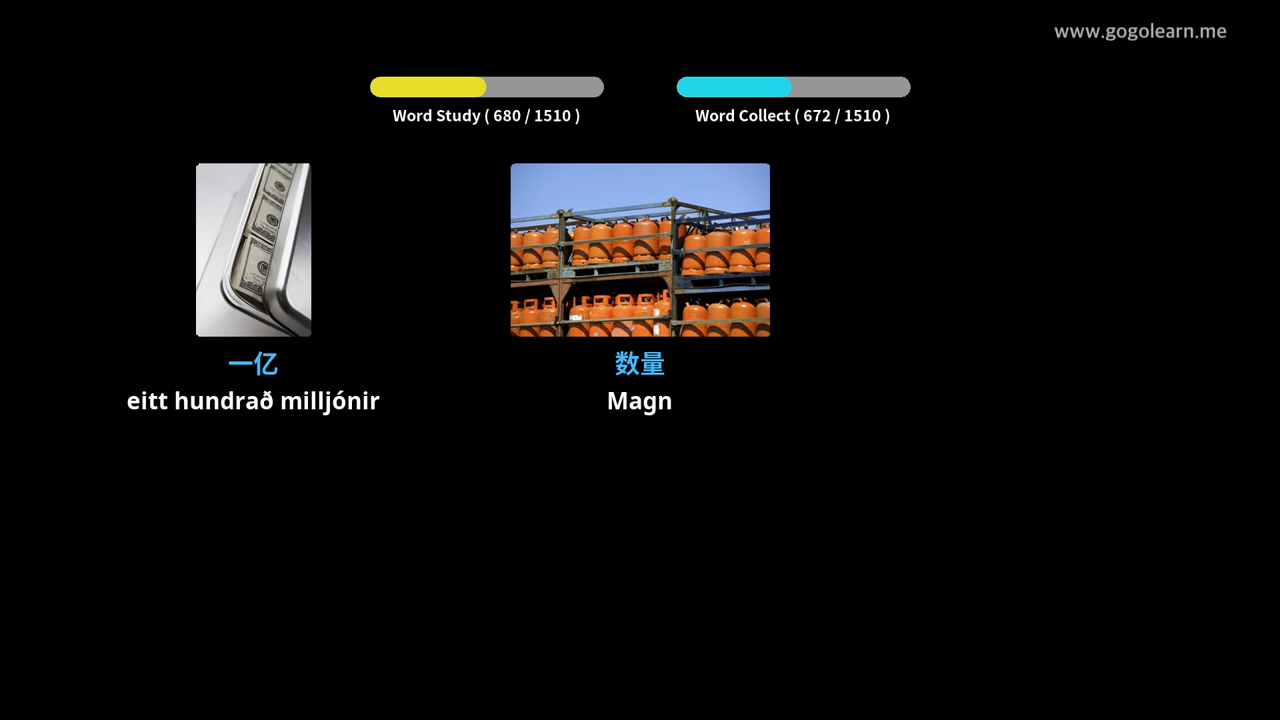 www.gogolearn.me
Word Study ( 680 / 1510 )
Word Collect ( 672 / 1510 )
一亿
eitt hundrað milljónir
数量
Magn